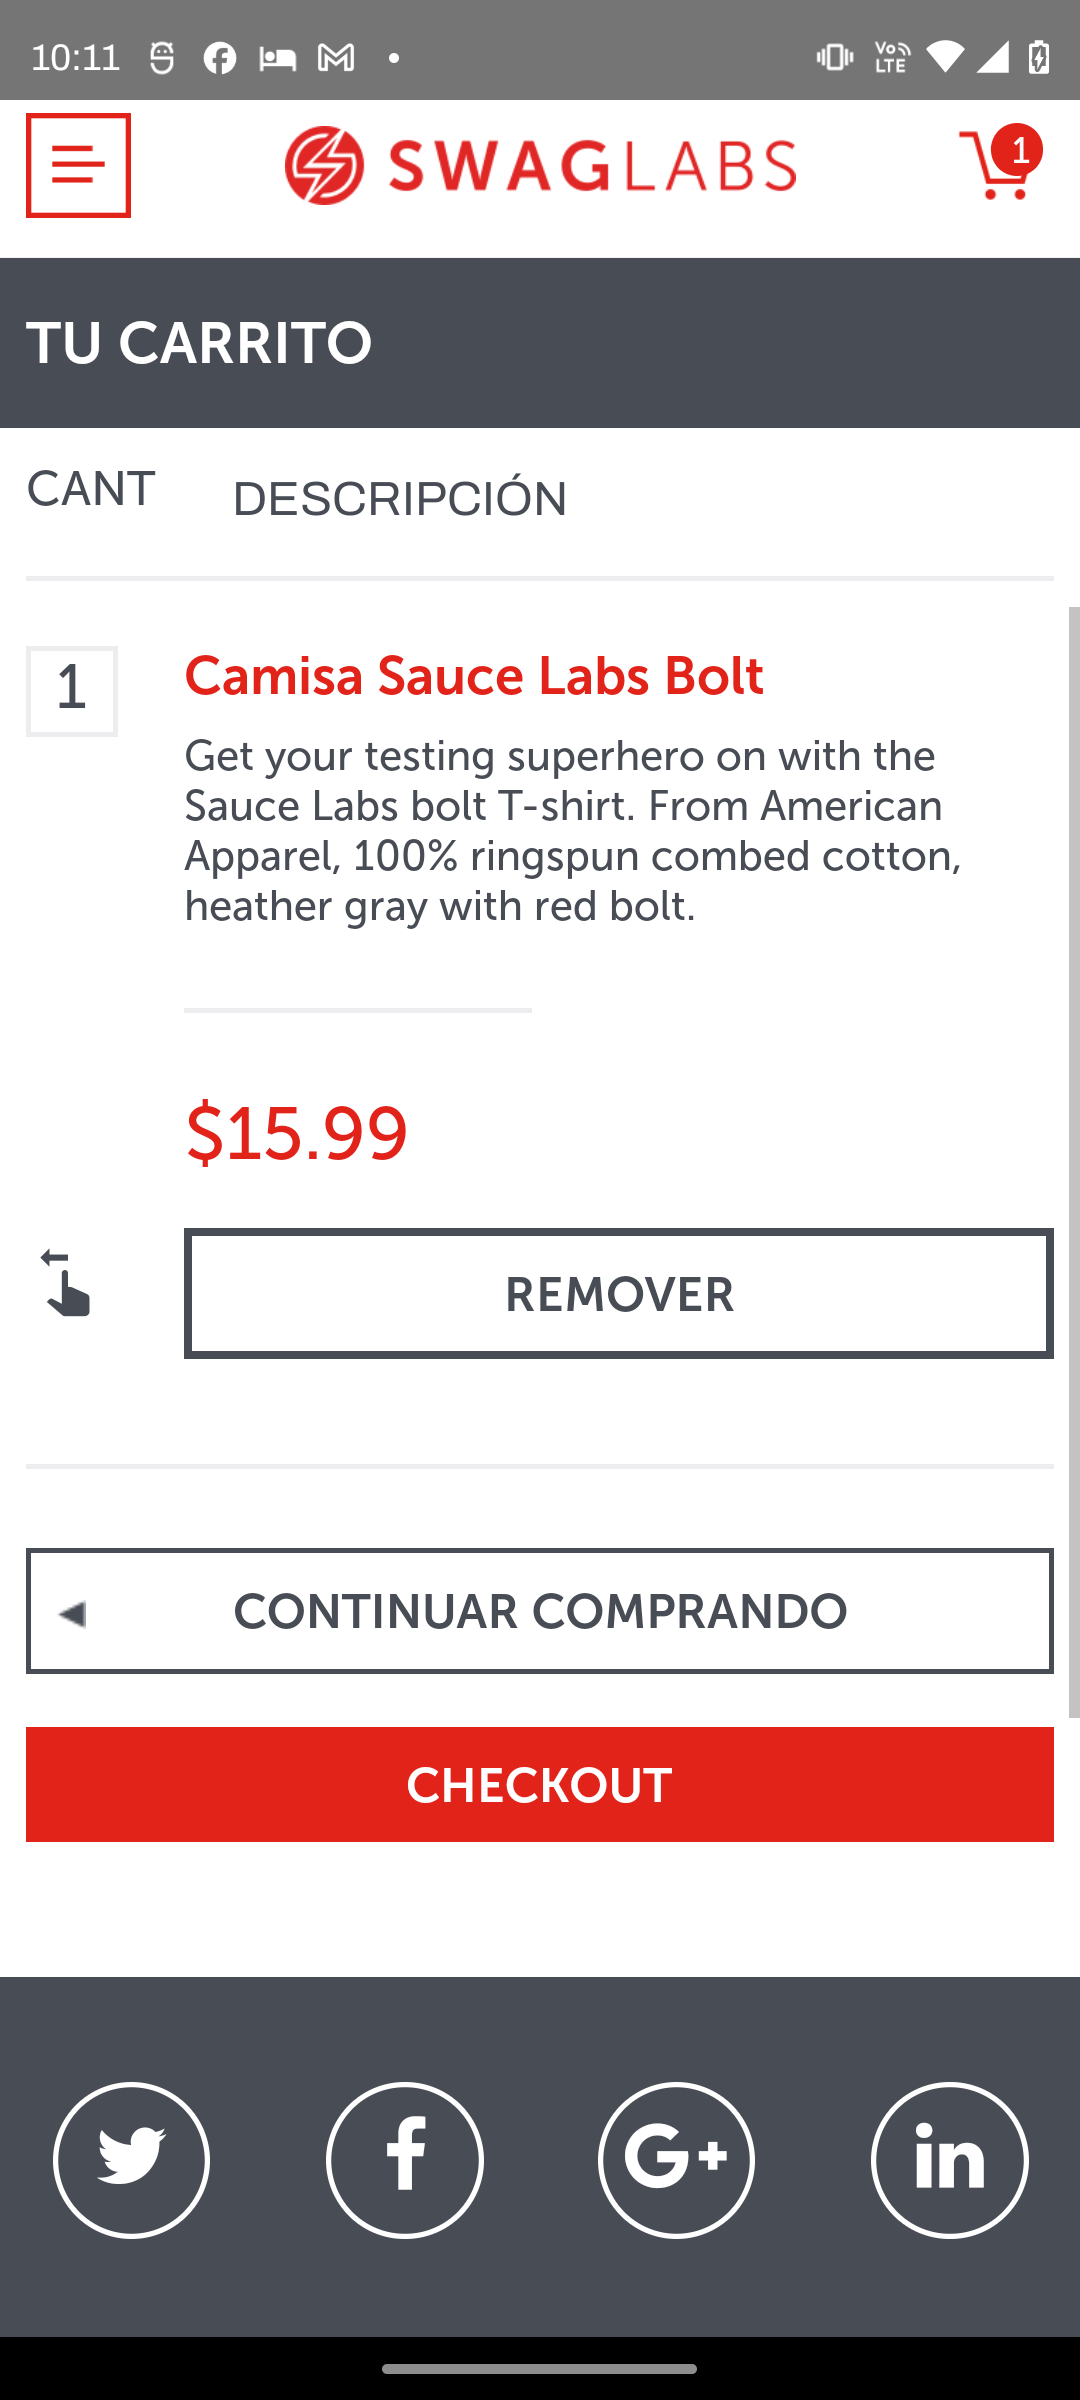 10:11
Vo LTE
SWAGLABS
1
TU CARRITO
CANT
DESCRIPCIÓN
1
Camisa Sauce Labs Bolt
Get your testing superhero on with the
Sauce Labs bolt T-shirt. From American
Apparel, 100% ringspun combed cotton,
heather gray with red bolt.
$15.99
REMOVER
CONTINUAR COMPRANDO
CHECKOUT
f
G+
in